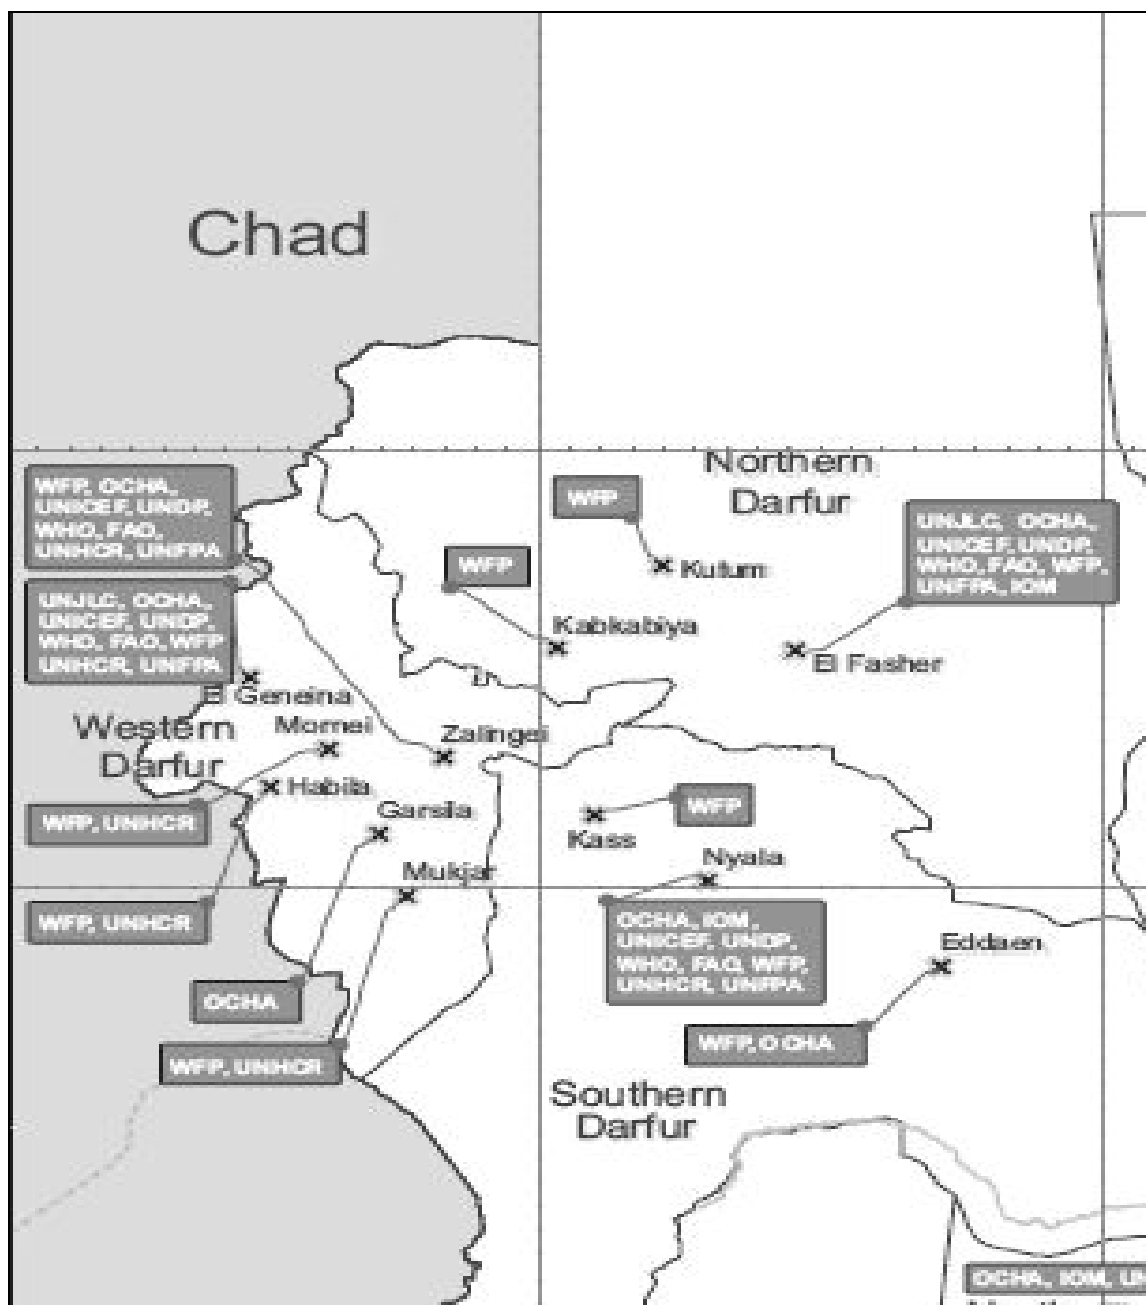 Chad
Northern
Darfur
WFP, OCHA,
UNICEF, UNDP,
WHO, FAO,
UNHCR, UNFPA
WFP
Kutum
UNJLC, OCHA,
UNICEF, UNDP,
WHO, FAO, WFP,
UNFPA, IOM
WFP
Kabkabiya
El Fasher
UNJLC, OCHA,
UNICEF, UNDP,
WHO, FAO, WFP
UNHCR, UNFPA
El Geneina
Western
Darfur
Mornei
Zalingei
Habila
WFP, UNHCR
Garsila
WFP
Kass
Mukjar
Nyala
WFP, UNHCR
OCHA, IOM,
UNICEF, UNDP,
WHO, FAO, WFP,
UNHCR, UNFPA
Eddaen
OCHA
WFP, OCHA
WFP, UNHCR
Southern
Darfur
OCHA, IOM, UN